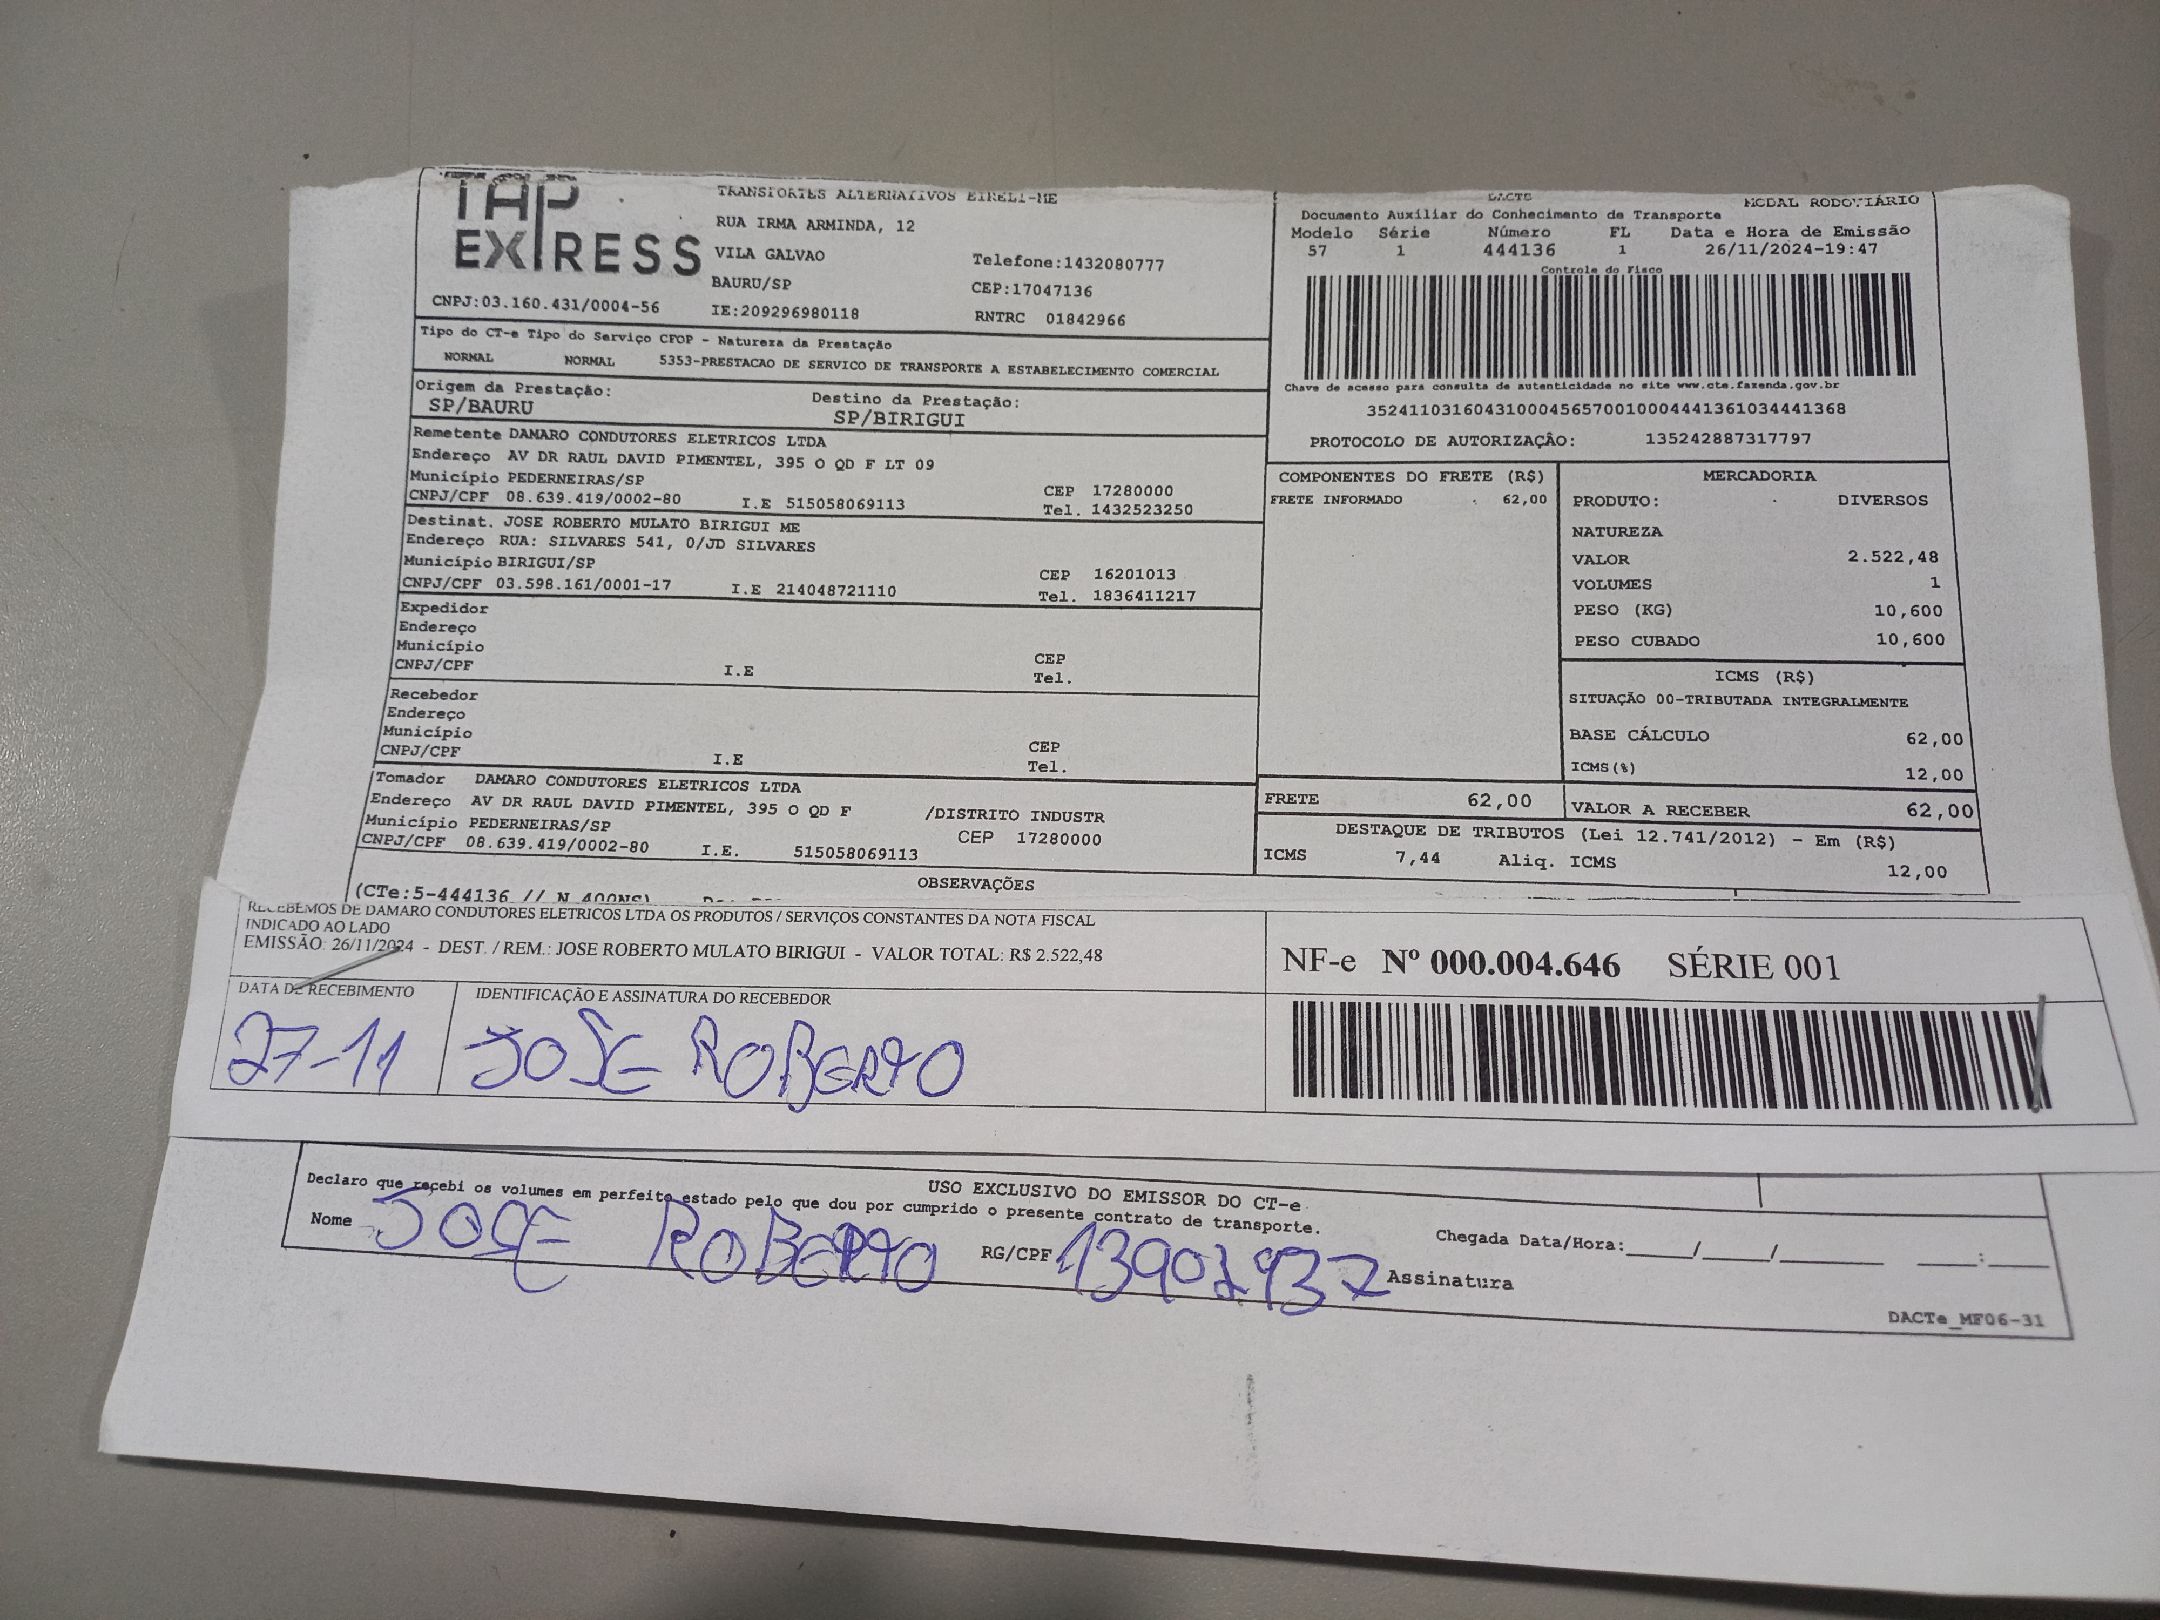 TAP EXPRESS
TRANSPORTES ALTERNATIVOS EIRELI-ME
RUA IRMA ARMINDA, 12
VILA GALVAO Telefone:1432080777
BAURU/SP CEP:17047136
CNPJ:03.160.431/0004-56 IE:209296980118 RNTRC 01842966
DACTE MODAL RODOVIÁRIO
Documento Auxiliar do Conhecimento de Transporte
Modelo Série Número FL Data e Hora de Emissão
57 1 444136 1 26/11/2024-19:47
Controle do Fisco
Chave de acesso para consulta de autenticidade no site www.cte.fazenda.gov.br
35241103160431000456570010004441361034441368
PROTOCOLO DE AUTORIZAÇÃO: 135242887317797
Tipo do CT-e Tipo do Serviço CFOP - Natureza da Prestação
NORMAL NORMAL 5353-PRESTACAO DE SERVICO DE TRANSPORTE A ESTABELECIMENTO COMERCIAL
Origem da Prestação: Destino da Prestação:
SP/BAURU SP/BIRIGUI
Remetente DAMARO CONDUTORES ELETRICOS LTDA
Endereço AV DR RAUL DAVID PIMENTEL, 395 O QD F LT 09
Município PEDERNEIRAS/SP CEP 17280000
CNPJ/CPF 08.639.419/0002-80 I.E 515058069113 Tel. 1432523250
Destinat. JOSE ROBERTO MULATO BIRIGUI ME
Endereço RUA: SILVARES 541, 0/JD SILVARES
Município BIRIGUI/SP CEP 16201013
CNPJ/CPF 03.598.161/0001-17 I.E 214048721110 Tel. 1836411217
Expedidor
Endereço
Município CEP
CNPJ/CPF I.E Tel.
Recebedor
Endereço
Município CEP
CNPJ/CPF I.E Tel.
Tomador DAMARO CONDUTORES ELETRICOS LTDA
Endereço AV DR RAUL DAVID PIMENTEL, 395 O QD F /DISTRITO INDUSTR
Município PEDERNEIRAS/SP CEP 17280000
CNPJ/CPF 08.639.419/0002-80 I.E. 515058069113
COMPONENTES DO FRETE (R$)
FRETE INFORMADO 62,00
MERCADORIA
PRODUTO: DIVERSOS
NATUREZA
VALOR 2.522,48
VOLUMES 1
PESO (KG) 10,600
PESO CUBADO 10,600
ICMS (R$)
SITUAÇÃO 00-TRIBUTADA INTEGRALMENTE
BASE CÁLCULO 62,00
ICMS(%) 12,00
FRETE 62,00 VALOR A RECEBER 62,00
DESTAQUE DE TRIBUTOS (Lei 12.741/2012) - Em (R$)
ICMS 7,44 Aliq. ICMS 12,00
OBSERVAÇÕES
(CTe:5-444136 //
RECEBEMOS DE DAMARO CONDUTORES ELETRICOS LTDA OS PRODUTOS / SERVIÇOS CONSTANTES DA NOTA FISCAL
INDICADO AO LADO
EMISSÃO: 26/11/2024 - DEST. / REM.: JOSE ROBERTO MULATO BIRIGUI - VALOR TOTAL: R$ 2.522,48
NF-e Nº 000.004.646 SÉRIE 001
DATA DE RECEBIMENTO IDENTIFICAÇÃO E ASSINATURA DO RECEBEDOR
27-11 JOSE ROBERTO
USO EXCLUSIVO DO EMISSOR DO CT-e
Declaro que recebi os volumes em perfeito estado pelo que dou por cumprido o presente contrato de transporte.
Nome JOSE ROBERTO RG/CPF Assinatura
Chegada Data/Hora:_____/_____/_______ ____:____
DACTe_MF06-31